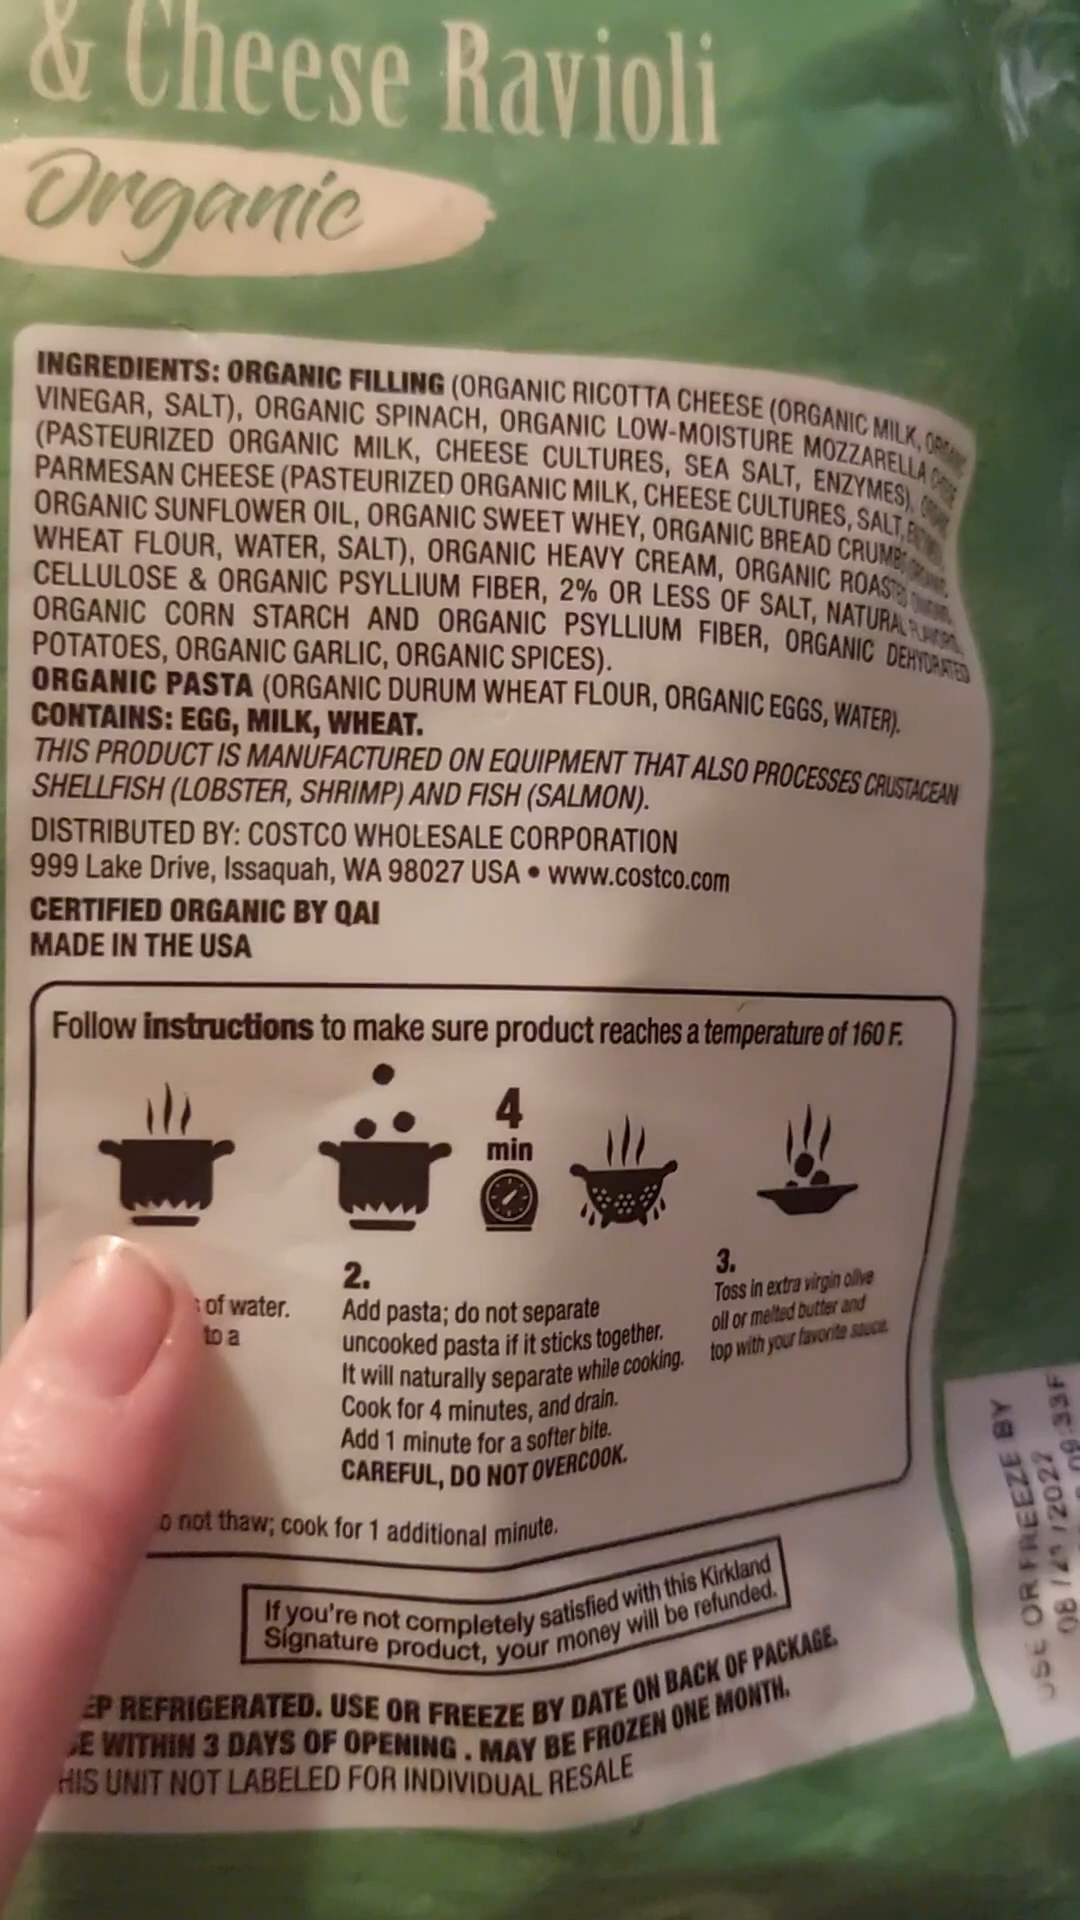 & Cheese Ravioli
Organic
INGREDIENTS: ORGANIC FILLING (ORGANIC RICOTTA CHEESE (ORGANIC MILK,
VINEGAR, SALT), ORGANIC SPINACH, ORGANIC LOW-MOISTURE MOZZARELLA
(PASTEURIZED ORGANIC MILK, CHEESE CULTURES, SEA SALT, ENZYMES),
PARMESAN CHEESE (PASTEURIZED ORGANIC MILK, CHEESE CULTURES, SALT,
ORGANIC SUNFLOWER OIL, ORGANIC SWEET WHEY, ORGANIC BREAD CRUMBS
WHEAT FLOUR, WATER, SALT), ORGANIC HEAVY CREAM, ORGANIC ROASTED
CELLULOSE & ORGANIC PSYLLIUM FIBER, 2% OR LESS OF SALT, NATURAL FLAVORS,
ORGANIC CORN STARCH AND ORGANIC PSYLLIUM FIBER, ORGANIC DEHYDRATED
POTATOES, ORGANIC GARLIC, ORGANIC SPICES).
ORGANIC PASTA (ORGANIC DURUM WHEAT FLOUR, ORGANIC EGGS, WATER).
CONTAINS: EGG, MILK, WHEAT.
THIS PRODUCT IS MANUFACTURED ON EQUIPMENT THAT ALSO PROCESSES CRUSTACEAN
SHELLFISH (LOBSTER, SHRIMP) AND FISH (SALMON).
DISTRIBUTED BY: COSTCO WHOLESALE CORPORATION
999 Lake Drive, Issaquah, WA 98027 USA • www.costco.com
CERTIFIED ORGANIC BY QAI
MADE IN THE USA
Follow instructions to make sure product reaches a temperature of 160 F.
4
min
of water.
to a
2.
Add pasta; do not separate
uncooked pasta if it sticks together.
It will naturally separate while cooking.
Cook for 4 minutes, and drain.
Add 1 minute for a softer bite.
CAREFUL, DO NOT OVERCOOK.
3.
Toss in extra virgin olive
oil or melted butter and
top with your favorite sauce.
not thaw; cook for 1 additional minute.
If you're not completely satisfied with this Kirkland
Signature product, your money will be refunded.
EP REFRIGERATED. USE OR FREEZE BY DATE ON BACK OF PACKAGE.
E WITHIN 3 DAYS OF OPENING. MAY BE FROZEN ONE MONTH.
HIS UNIT NOT LABELED FOR INDIVIDUAL RESALE
USE OR FREEZE BY
08/21/2027
09:33F